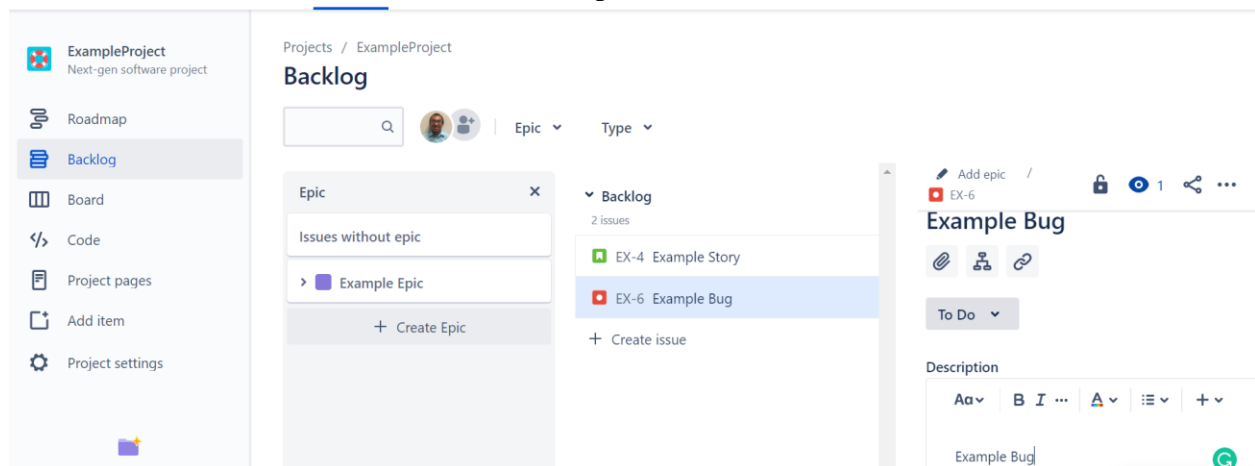 ExampleProject
Next-gen software project
Roadmap
Backlog
Board
Code
Project pages
Add item
Project settings
Projects / ExampleProject
Backlog
Epic
Type
Epic
Issues without epic
Example Epic
+ Create Epic
Backlog
2 issues
EX-4 Example Story
EX-6 Example Bug
+ Create issue
Add epic /
EX-6
1
Example Bug
To Do
Description
Aa B I ... A +
Example Bug